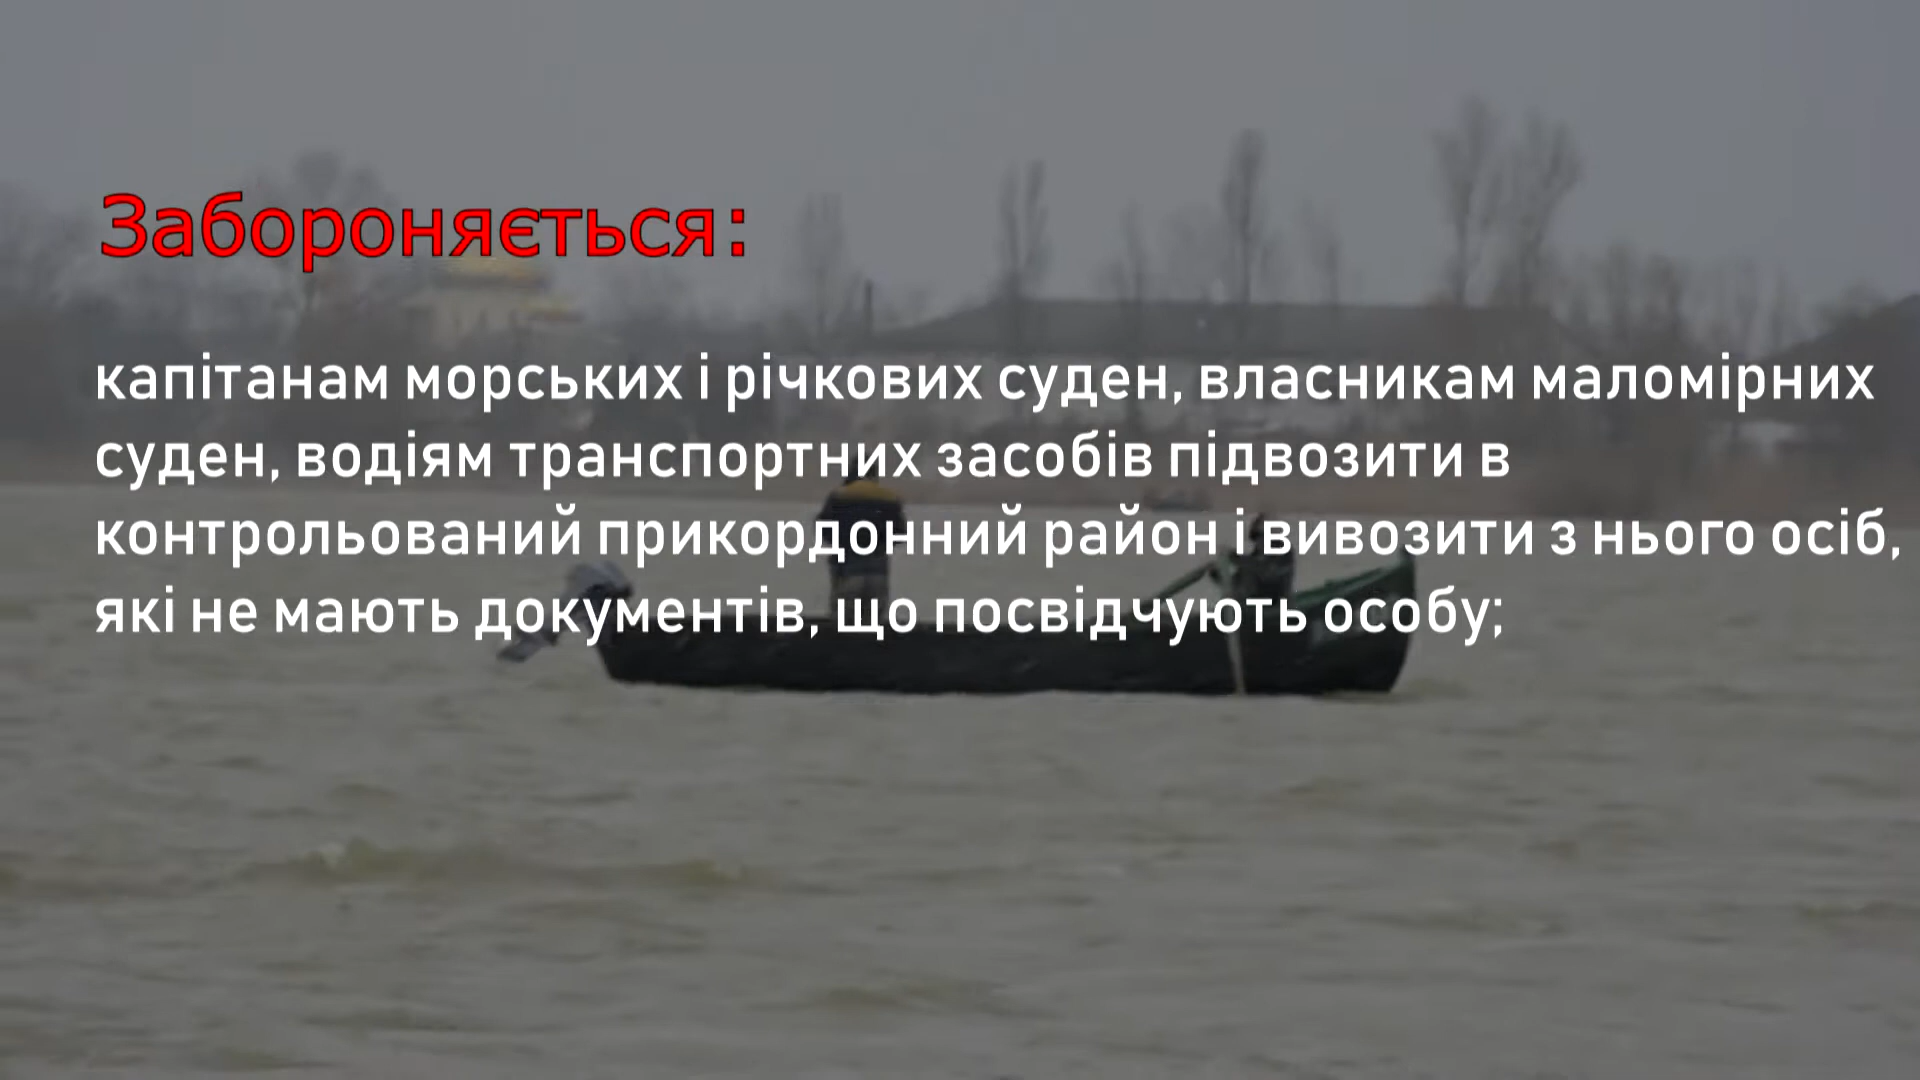 Забороняється:
капітанам морських і річкових суден, власникам маломірних
суден, водіям транспортних засобів підвозити в
контрольований прикордонний район і вивозити з нього осіб,
які не мають документів, що посвідчують особу;